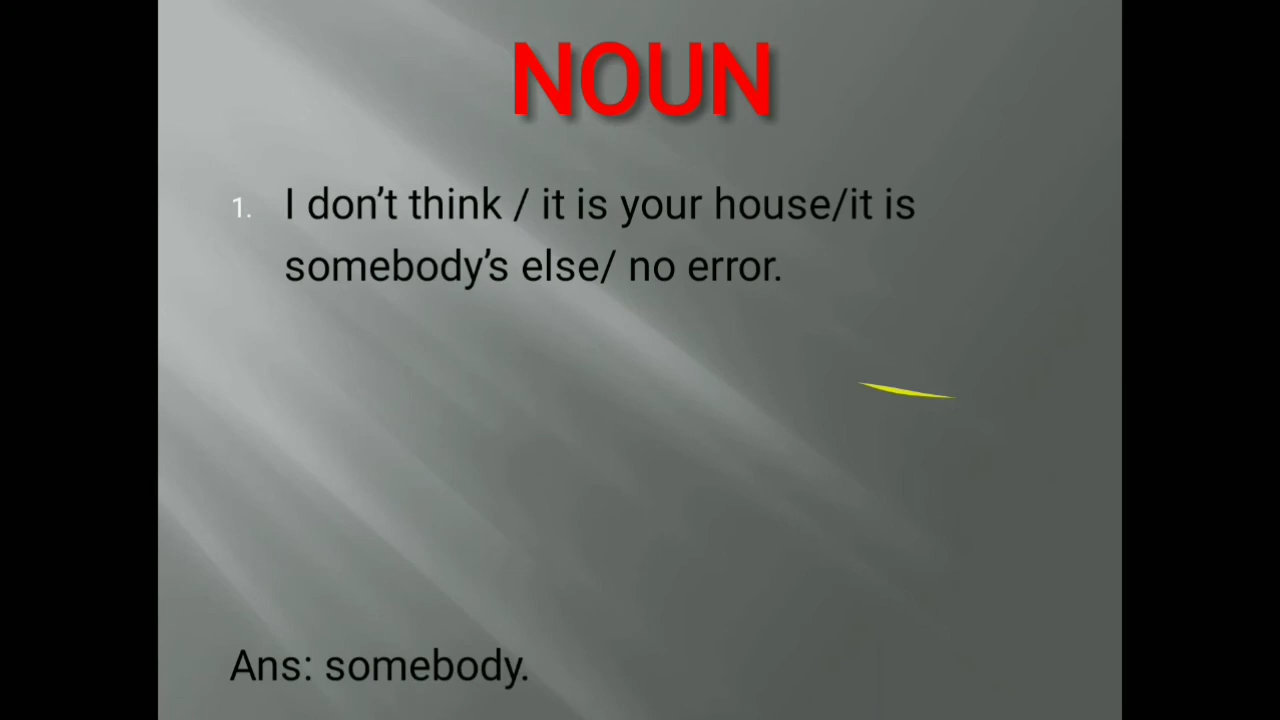 NOUN
1. I don’t think / it is your house/it is
somebody’s else/ no error.
Ans: somebody.